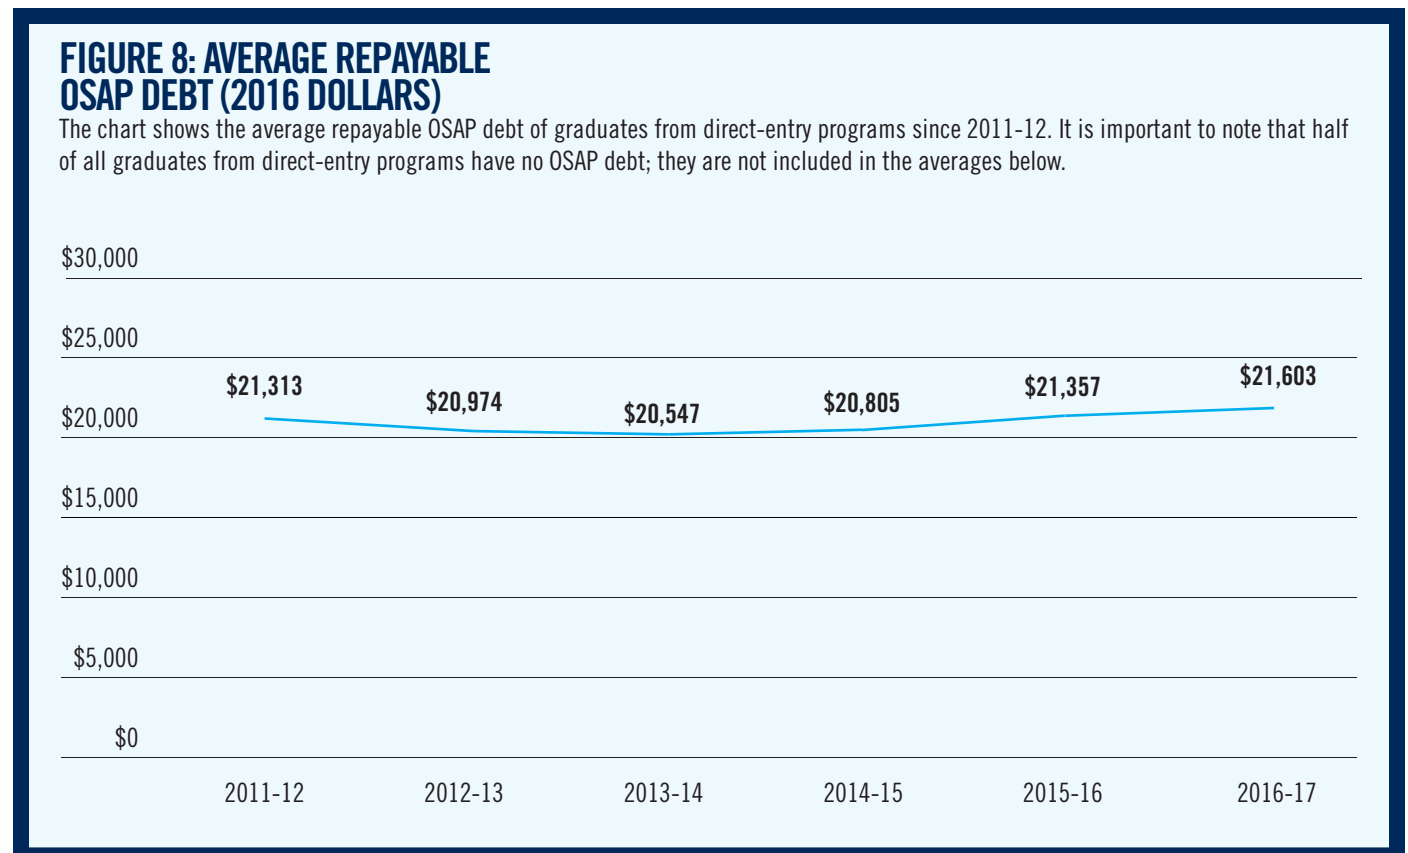 FIGURE 8: AVERAGE REPAYABLE
OSAP DEBT (2016 DOLLARS)
The chart shows the average repayable OSAP debt of graduates from direct-entry programs since 2011-12. It is important to note that half
of all graduates from direct-entry programs have no OSAP debt; they are not included in the averages below.
$30,000
$25,000
$21,313
$20,974
$20,547
$20,805
$21,357
$21,603
$20,000
$15,000
$10,000
$5,000
$0
2011-12 2012-13 2013-14 2014-15 2015-16 2016-17